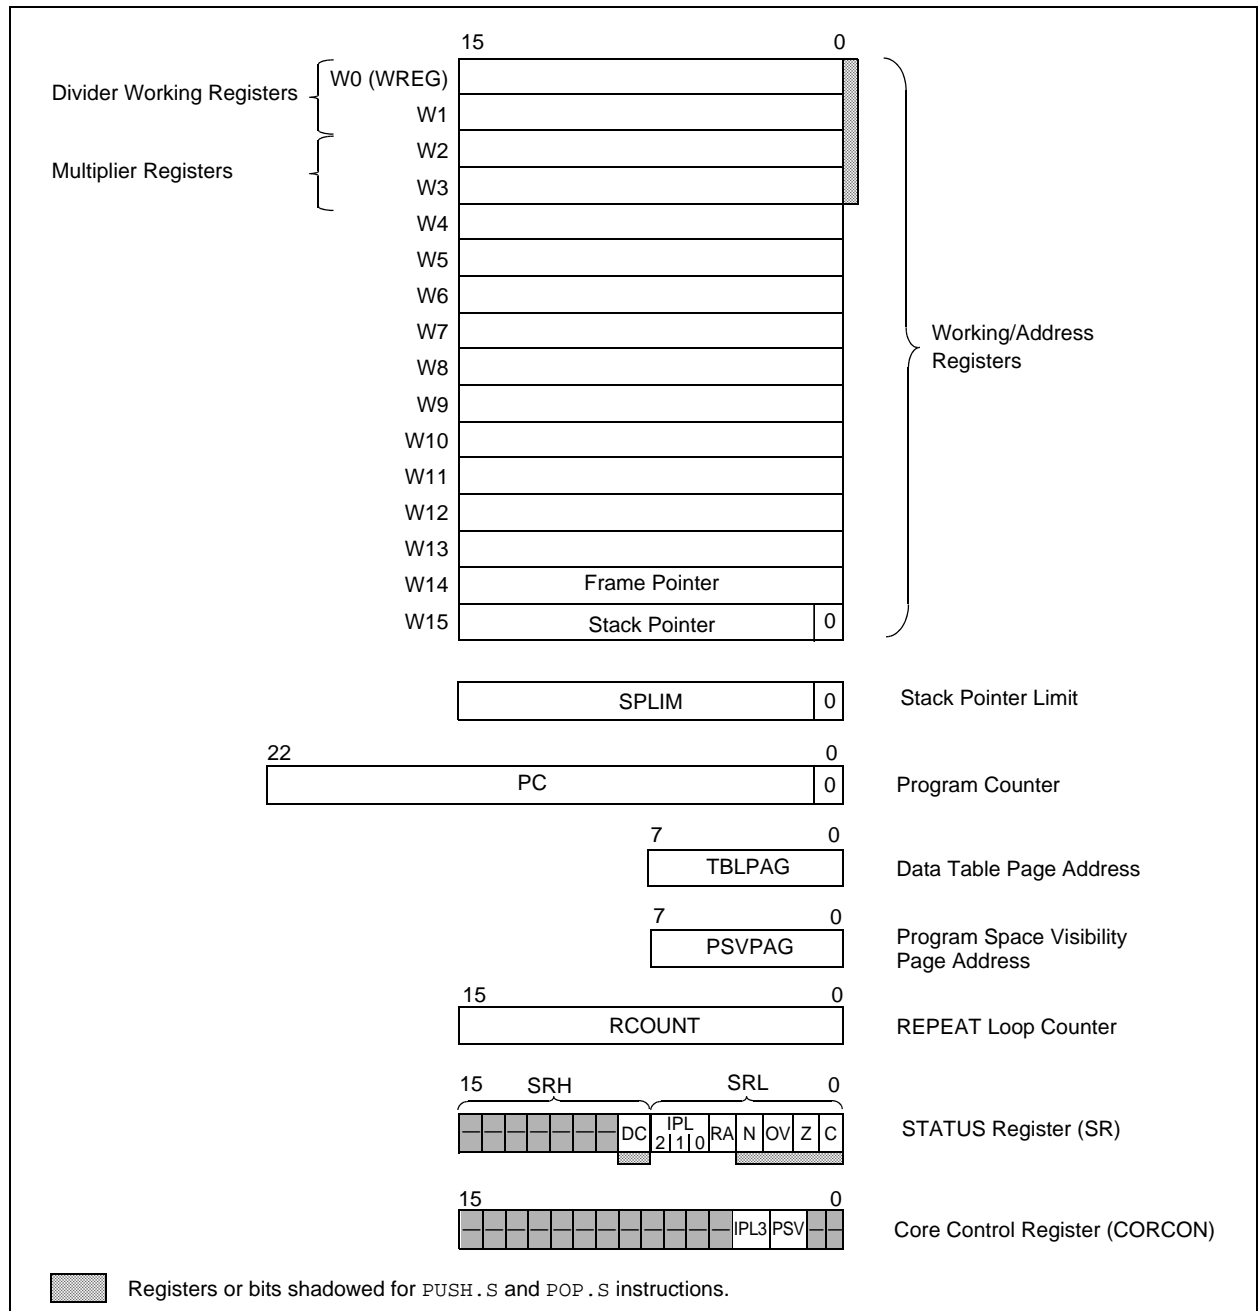 15 0
Divider Working Registers
W0 (WREG)
W1
Multiplier Registers
W2
W3
W4
W5
W6
W7
W8
W9
W10
W11
W12
W13
W14 Frame Pointer
W15 Stack Pointer 0
Working/Address
Registers
SPLIM 0 Stack Pointer Limit
22 0
PC 0 Program Counter
7 0
TBLPAG Data Table Page Address
7 0
PSVPAG Program Space Visibility
Page Address
15 0
RCOUNT REPEAT Loop Counter
15 SRH SRL 0
— — — — — — — DC IPL 2 1 0 RA N OV Z C STATUS Register (SR)
15 0
— — — — — — — — — — — — IPL3 PSV — — Core Control Register (CORCON)
Registers or bits shadowed for PUSH.S and POP.S instructions.